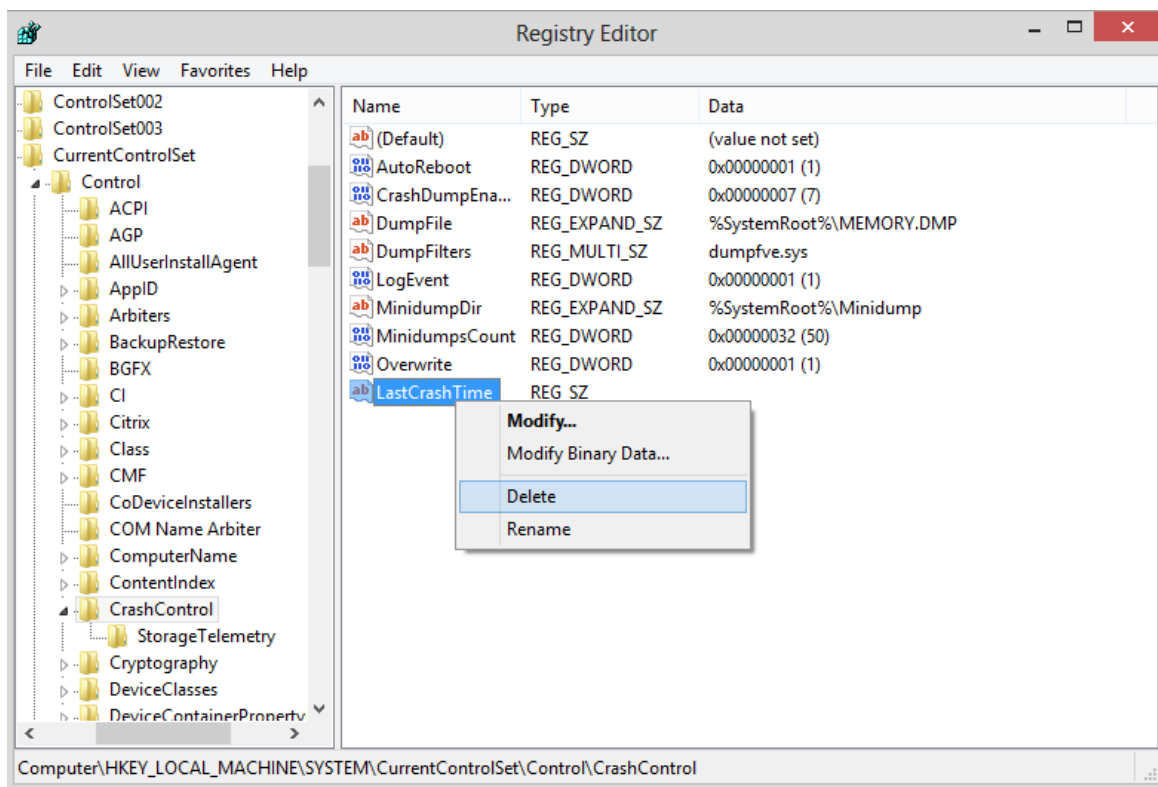 Registry Editor
File Edit View Favorites Help
ControlSet002
ControlSet003
CurrentControlSet
Control
ACPI
AGP
AllUserInstallAgent
AppID
Arbiters
BackupRestore
BGFX
CI
Citrix
Class
CMF
CoDeviceInstallers
COM Name Arbiter
ComputerName
ContentIndex
CrashControl
StorageTelemetry
Cryptography
DeviceClasses
DeviceContainerProperty
Name Type Data
(Default) REG_SZ (value not set)
AutoReboot REG_DWORD 0x00000001 (1)
CrashDumpEna... REG_DWORD 0x00000007 (7)
DumpFile REG_EXPAND_SZ %SystemRoot%\MEMORY.DMP
DumpFilters REG_MULTI_SZ dumpfve.sys
LogEvent REG_DWORD 0x00000001 (1)
MinidumpDir REG_EXPAND_SZ %SystemRoot%\Minidump
MinidumpsCount REG_DWORD 0x00000032 (50)
Overwrite REG_DWORD 0x00000001 (1)
LastCrashTime REG_SZ
Modify...
Modify Binary Data...
Delete
Rename
Computer\HKEY_LOCAL_MACHINE\SYSTEM\CurrentControlSet\Control\CrashControl